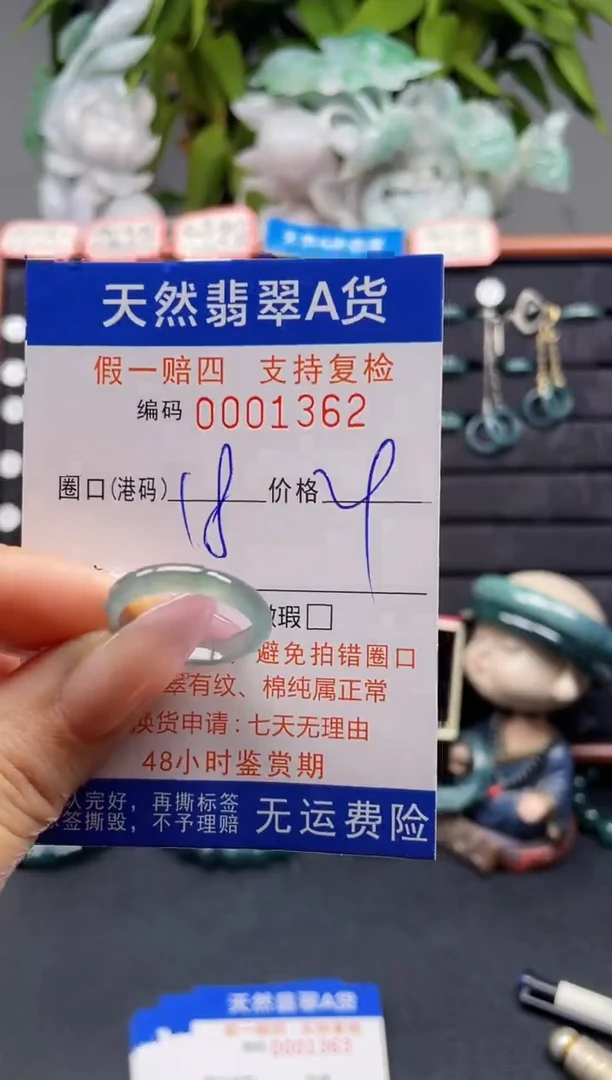 天然翡翠A货
假一赔四 支持复检
编码 0001362
圈口(港码) 18 价格 4
瑕□
避免拍错圈口
有纹、棉纯属正常
换货申请：七天无理由
48小时鉴赏期
认完好，再撕标签
签撕毁，不予理赔
无运费险
天然翡翠A货
0001363